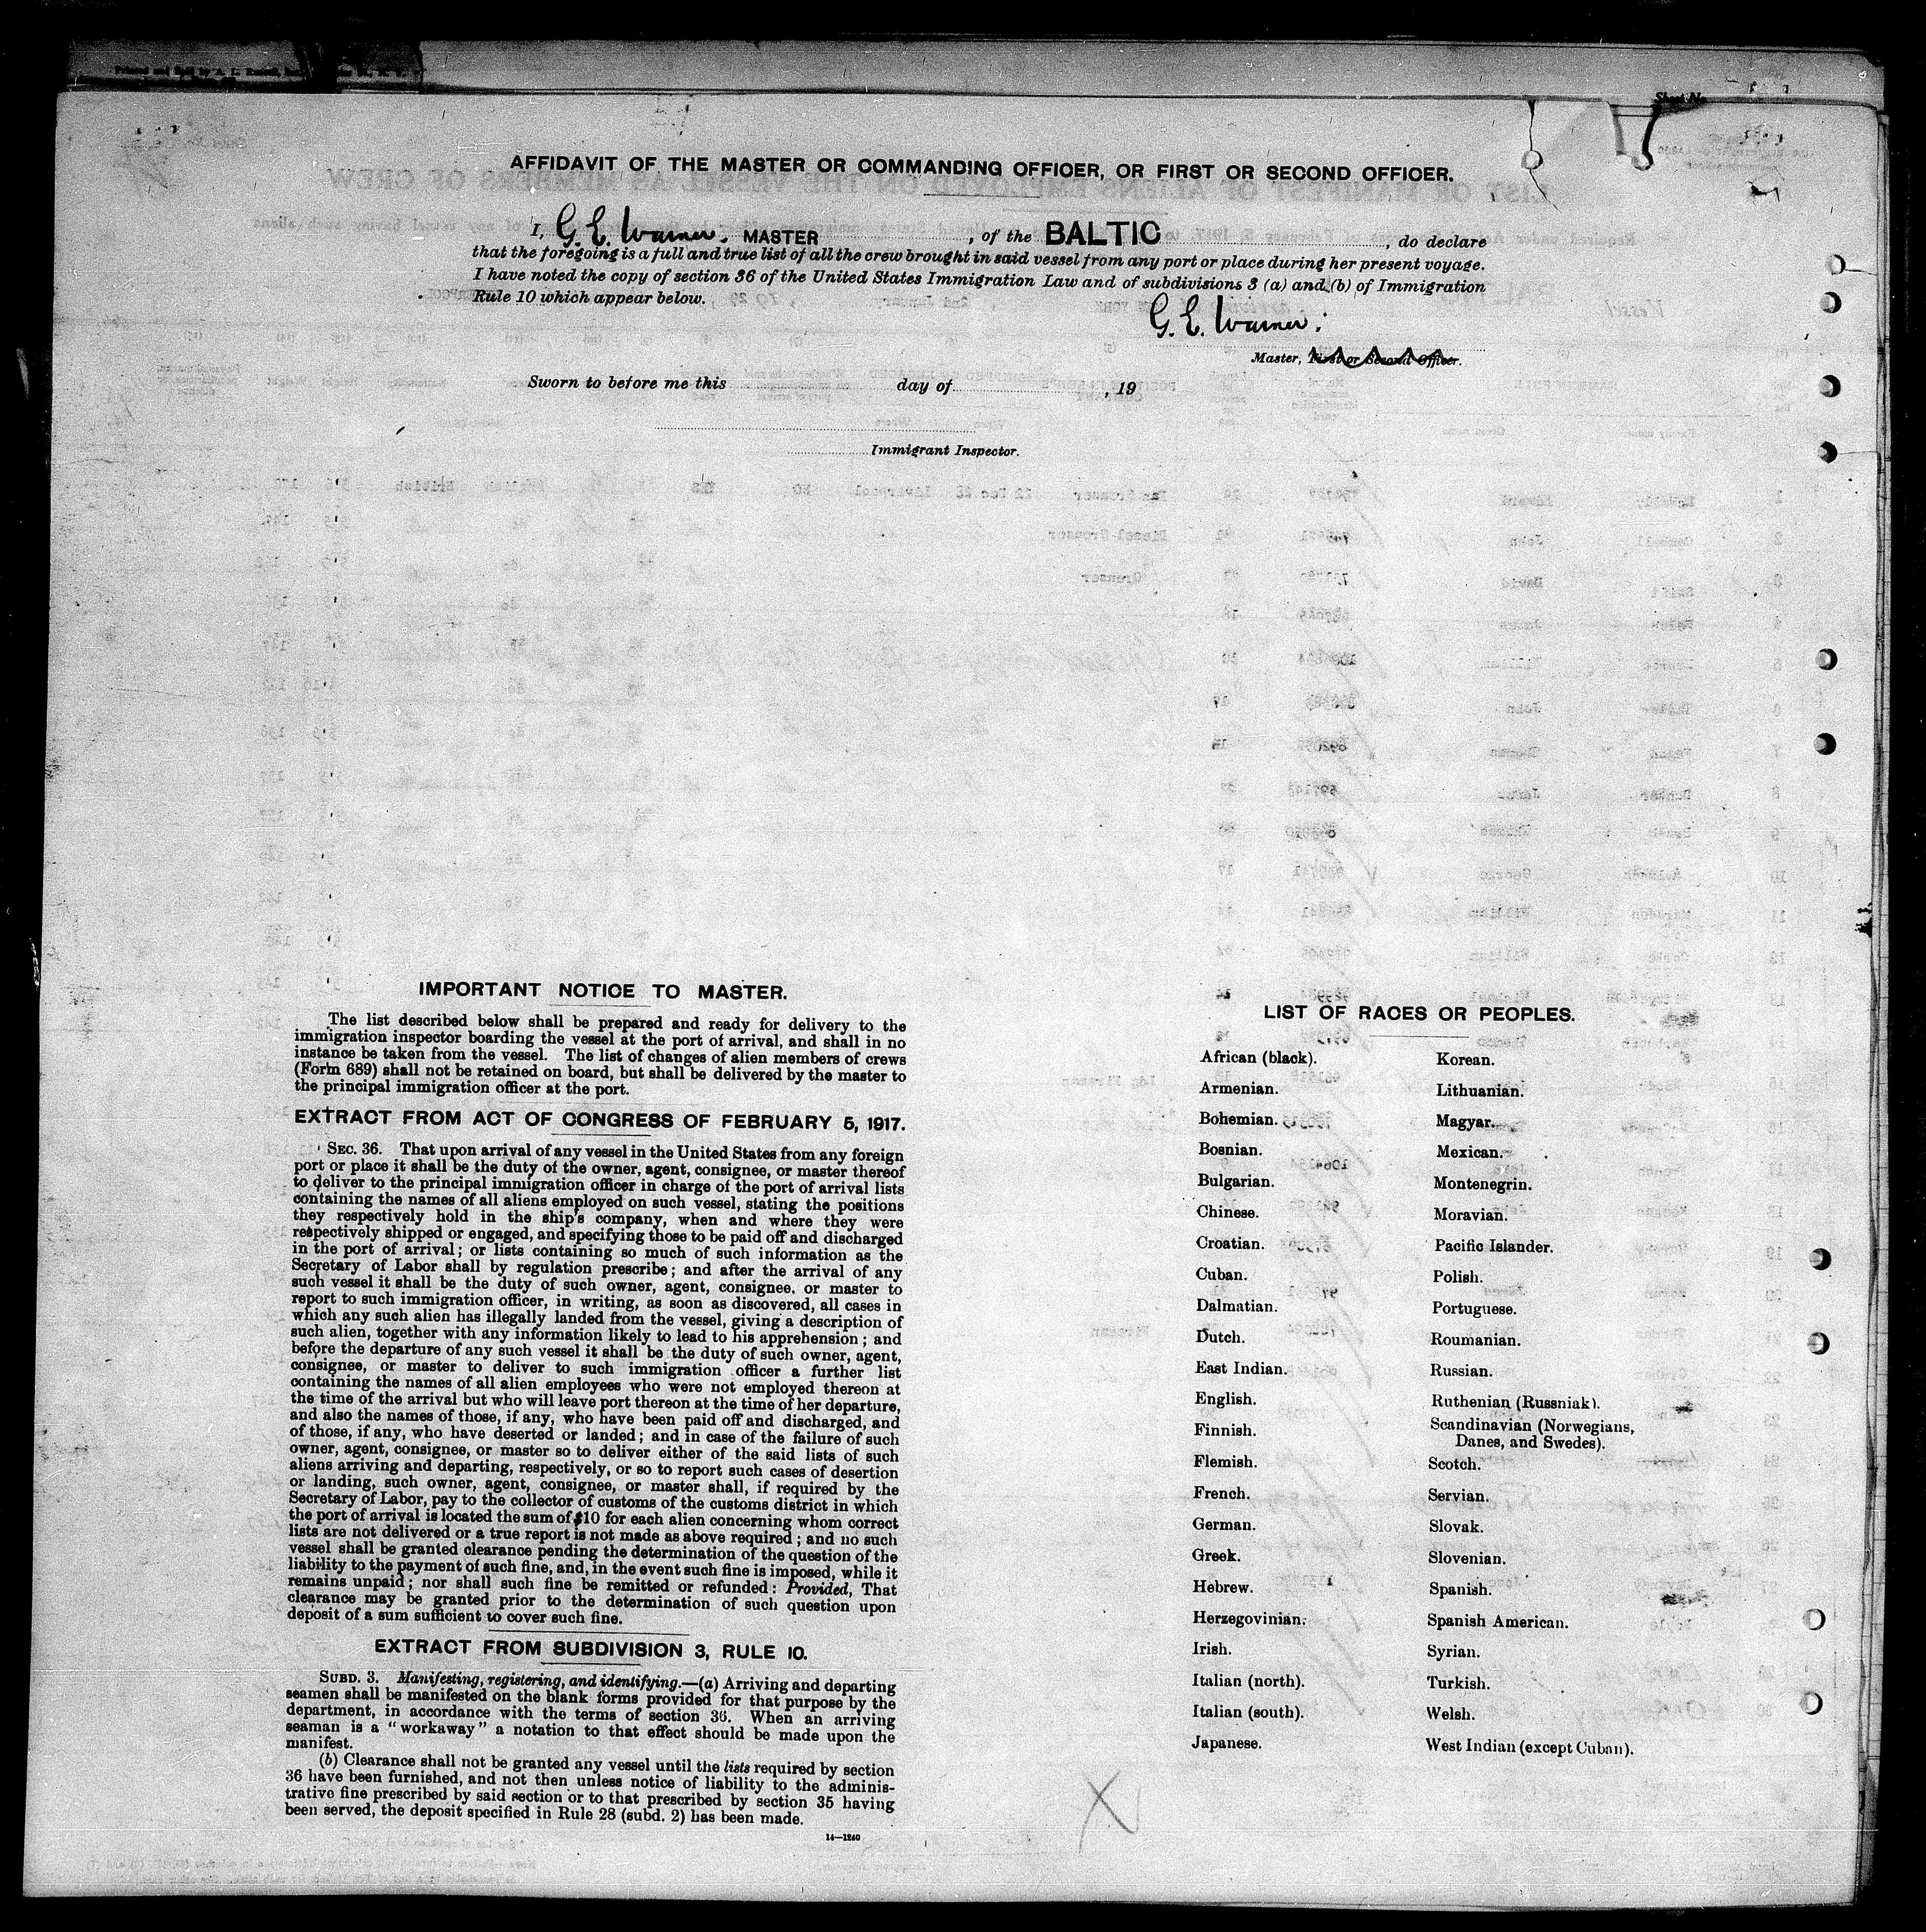 AFFIDAVIT OF THE MASTER OR COMMANDING OFFICER, OR FIRST OR SECOND OFFICER.
I, G. E. Warner, MASTER, of the BALTIC, do declare
that the foregoing is a full and true list of all the crew brought in said vessel from any port or place during her present voyage.
I have noted the copy of section 36 of the United States Immigration Law and of subdivisions 3 (a) and (b) of Immigration
Rule 10 which appear below.
G. E. Warner.
Master, First or Second Officer.
Sworn to before me this day of , 19
Immigrant Inspector.
IMPORTANT NOTICE TO MASTER.
The list described below shall be prepared and ready for delivery to the
immigration inspector boarding the vessel at the port of arrival, and shall in no
instance be taken from the vessel. The list of changes of alien members of crews
(Form 689) shall not be retained on board, but shall be delivered by the master to
the principal immigration officer at the port.
EXTRACT FROM ACT OF CONGRESS OF FEBRUARY 5, 1917.
SEC. 36. That upon arrival of any vessel in the United States from any foreign
port or place it shall be the duty of the owner, agent, consignee, or master thereof
to deliver to the principal immigration officer in charge of the port of arrival lists
containing the names of all aliens employed on such vessel, stating the positions
they respectively hold in the ship's company, when and where they were
respectively shipped or engaged, and specifying those to be paid off and discharged
in the port of arrival; or lists containing so much of such information as the
Secretary of Labor shall by regulation prescribe; and after the arrival of any
such vessel it shall be the duty of such owner, agent, consignee, or master to
report to such immigration officer, in writing, as soon as discovered, all cases in
which any such alien has illegally landed from the vessel, giving a description of
such alien, together with any information likely to lead to his apprehension; and
before the departure of any such vessel it shall be the duty of such owner, agent,
consignee, or master to deliver to such immigration officer a further list
containing the names of all alien employees who were not employed thereon at
the time of the arrival but who will leave port thereon at the time of her departure,
and also the names of those, if any, who have been paid off and discharged, and
of those, if any, who have deserted or landed; and in case of the failure of such
owner, agent, consignee, or master so to deliver either of the said lists of such
aliens arriving and departing, respectively, or so to report such cases of desertion
or landing, such owner, agent, consignee, or master shall, if required by the
Secretary of Labor, pay to the collector of customs of the customs district in which
the port of arrival is located the sum of $10 for each alien concerning whom correct
lists are not delivered or a true report is not made as above required; and no such
vessel shall be granted clearance pending the determination of the question of the
liability to the payment of such fine, and, in the event such fine is imposed, while it
remains unpaid; nor shall such fine be remitted or refunded: Provided, That
clearance may be granted prior to the determination of such question upon
deposit of a sum sufficient to cover such fine.
EXTRACT FROM SUBDIVISION 3, RULE 10.
SUBD. 3. Manifesting, registering, and identifying.—(a) Arriving and departing
seamen shall be manifested on the blank forms provided for that purpose by the
department, in accordance with the terms of section 36. When an arriving
seaman is a "workaway" a notation to that effect should be made upon the
manifest.
(b) Clearance shall not be granted any vessel until the lists required by section
36 have been furnished, and not then unless notice of liability to the adminis-
trative fine prescribed by said section or to that prescribed by section 35 having
been served, the deposit specified in Rule 28 (subd. 2) has been made.
14—1240
LIST OF RACES OR PEOPLES.
African (black).
Armenian.
Bohemian.
Bosnian.
Bulgarian.
Chinese.
Croatian.
Cuban.
Dalmatian.
Dutch.
East Indian.
English.
Finnish.
Flemish.
French.
German.
Greek.
Hebrew.
Herzegovinian.
Irish.
Italian (north).
Italian (south).
Japanese.
Korean.
Lithuanian.
Magyar.
Mexican.
Montenegrin.
Moravian.
Pacific Islander.
Polish.
Portuguese.
Roumanian.
Russian.
Ruthenian (Russniak).
Scandinavian (Norwegians,
Danes, and Swedes).
Scotch.
Servian.
Slovak.
Slovenian.
Spanish.
Spanish American.
Syrian.
Turkish.
Welsh.
West Indian (except Cuban).